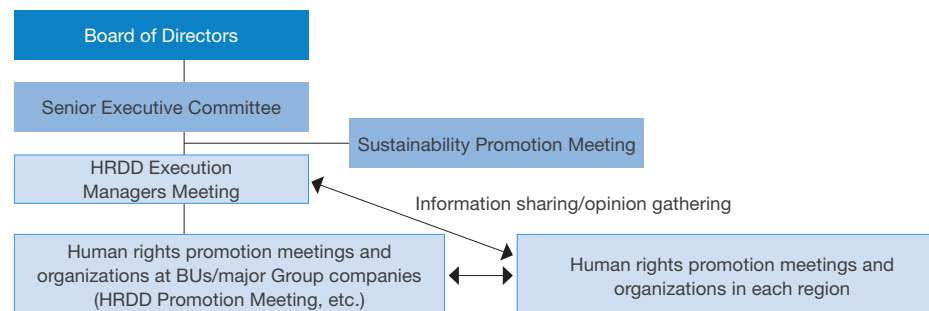 Board of Directors
Senior Executive Committee
Sustainability Promotion Meeting
HRDD Execution
Managers Meeting
Information sharing/opinion gathering
Human rights promotion meetings and
organizations at BUs/major Group companies
(HRDD Promotion Meeting, etc.)
Human rights promotion meetings and
organizations in each region